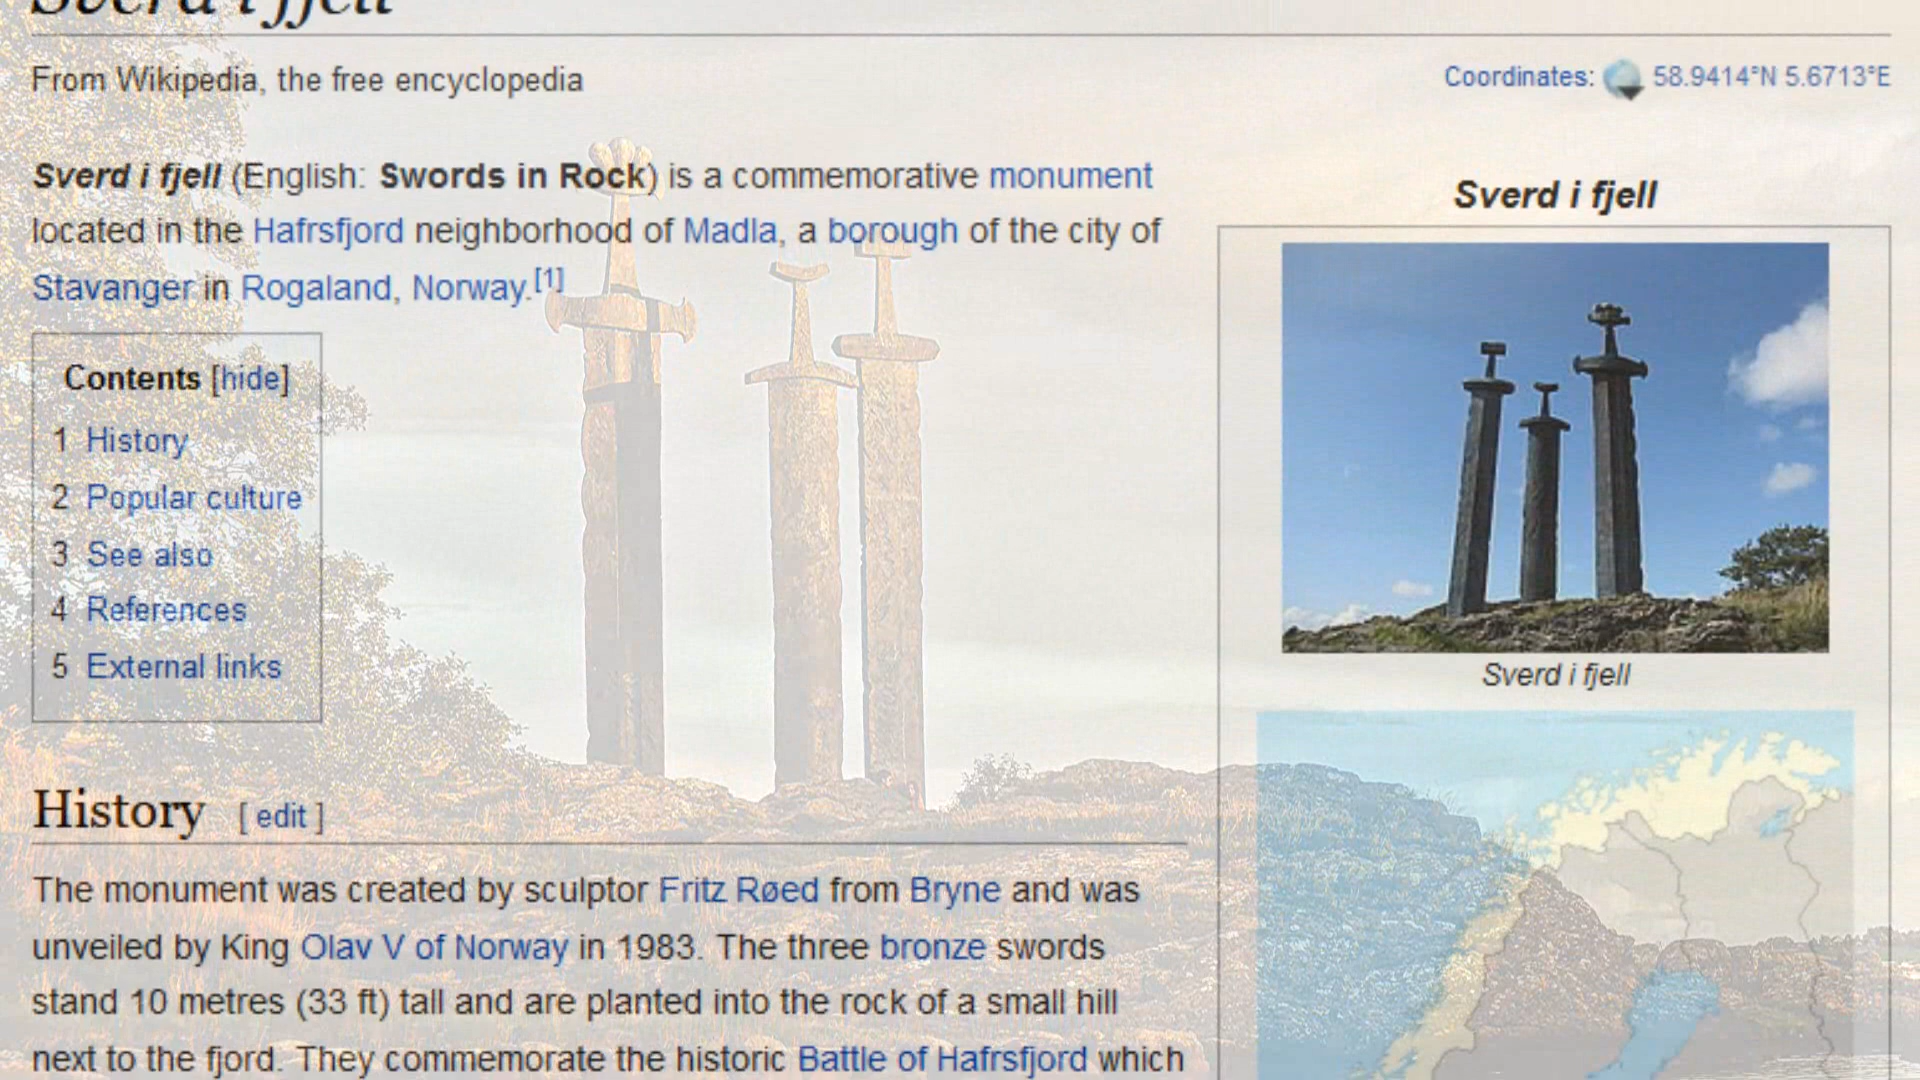 Sverd i fjell
From Wikipedia, the free encyclopedia
Coordinates: 58.9414°N 5.6713°E
Sverd i fjell (English: Swords in Rock) is a commemorative monument
located in the Hafrsfjord neighborhood of Madla, a borough of the city of
Stavanger in Rogaland, Norway.[1]
Contents [hide]
1 History
2 Popular culture
3 See also
4 References
5 External links
History [ edit ]
The monument was created by sculptor Fritz Røed from Bryne and was
unveiled by King Olav V of Norway in 1983. The three bronze swords
stand 10 metres (33 ft) tall and are planted into the rock of a small hill
next to the fjord. They commemorate the historic Battle of Hafrsfjord which
Sverd i fjell
Sverd i fjell